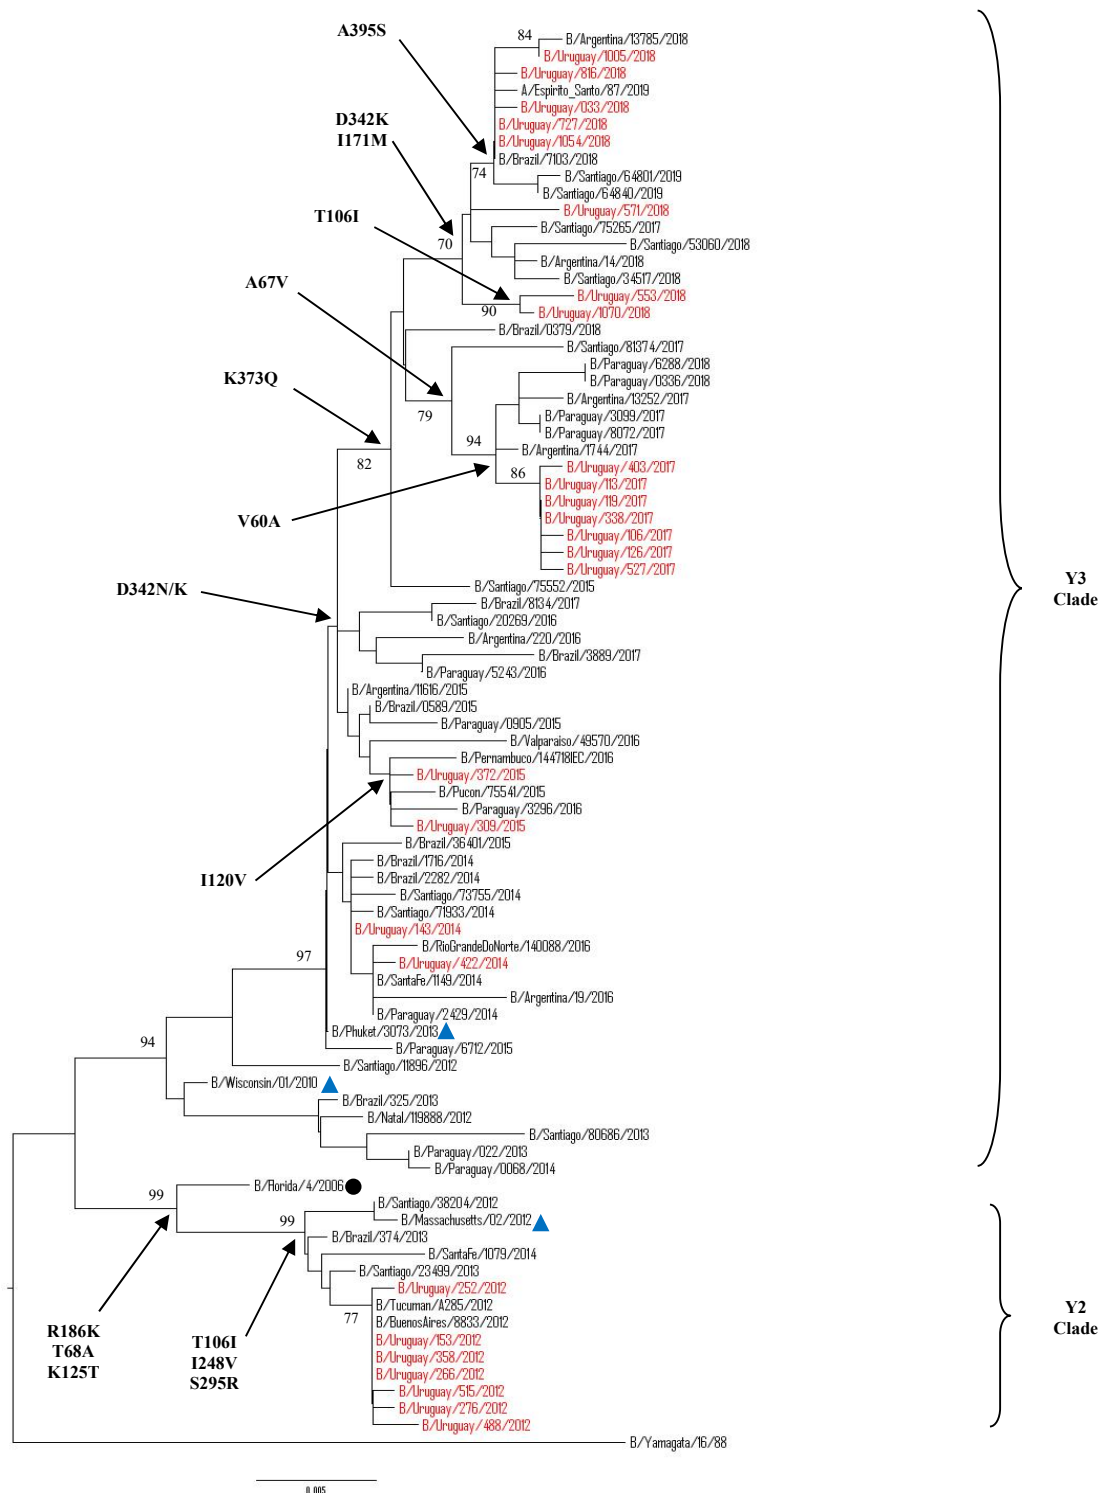 A395S
84
B/Argentina/13785/2018
B/Uruguay/1005/2018
B/Uruguay/816/2018
A/Espirito_Santo/87/2019
B/Uruguay/033/2018
D342K
I171M
B/Uruguay/727/2018
B/Uruguay/1054/2018
B/Brazil/7103/2018
74
B/Santiago/64801/2019
B/Santiago/64840/2019
T106I
B/Uruguay/571/2018
B/Santiago/75265/2017
70
B/Santiago/53060/2018
B/Argentina/14/2018
B/Santiago/34517/2018
A67V
B/Uruguay/553/2018
90
B/Uruguay/1070/2018
B/Brazil/0379/2018
B/Santiago/81374/2017
B/Paraguay/6288/2018
K373Q
B/Paraguay/0336/2018
B/Argentina/13252/2017
79
B/Paraguay/3099/2017
B/Paraguay/8072/2017
94
B/Argentina/1744/2017
82
B/Uruguay/403/2017
86
B/Uruguay/113/2017
B/Uruguay/119/2017
V60A
B/Uruguay/338/2017
B/Uruguay/106/2017
B/Uruguay/126/2017
B/Uruguay/527/2017
Y3
Clade
D342N/K
B/Santiago/75552/2015
B/Brazil/8134/2017
B/Santiago/20269/2016
B/Argentina/220/2016
B/Brazil/3889/2017
B/Paraguay/5243/2016
B/Argentina/11616/2015
B/Brazil/0589/2015
B/Paraguay/0905/2015
B/Valparaiso/49570/2016
B/Pernambuco/144718IEC/2016
B/Uruguay/372/2015
B/Pucon/75541/2015
B/Paraguay/3296/2016
B/Uruguay/309/2015
B/Brazil/36401/2015
B/Brazil/1716/2014
I120V
B/Brazil/2282/2014
B/Santiago/73755/2014
B/Santiago/71933/2014
B/Uruguay/143/2014
B/RioGrandeDoNorte/140088/2016
97
B/Uruguay/422/2014
B/SantaFe/1149/2014
B/Argentina/19/2016
B/Paraguay/2429/2014
B/Phuket/3073/2013
94
B/Paraguay/6712/2015
B/Santiago/11896/2012
B/Wisconsin/01/2010
B/Brazil/325/2013
B/Natal/119888/2012
B/Santiago/80686/2013
B/Paraguay/022/2013
B/Paraguay/0068/2014
B/Florida/4/2006
99
B/Santiago/38204/2012
99
B/Massachusetts/02/2012
B/Brazil/374/2013
B/SantaFe/1079/2014
B/Santiago/23499/2013
B/Uruguay/252/2012
B/Tucuman/A285/2012
77
B/BuenosAires/8833/2012
Y2
Clade
R186K
T68A
K125T
T106I
I248V
S295R
B/Uruguay/153/2012
B/Uruguay/358/2012
B/Uruguay/266/2012
B/Uruguay/515/2012
B/Uruguay/276/2012
B/Uruguay/488/2012
B/Yamagata/16/88
0.005